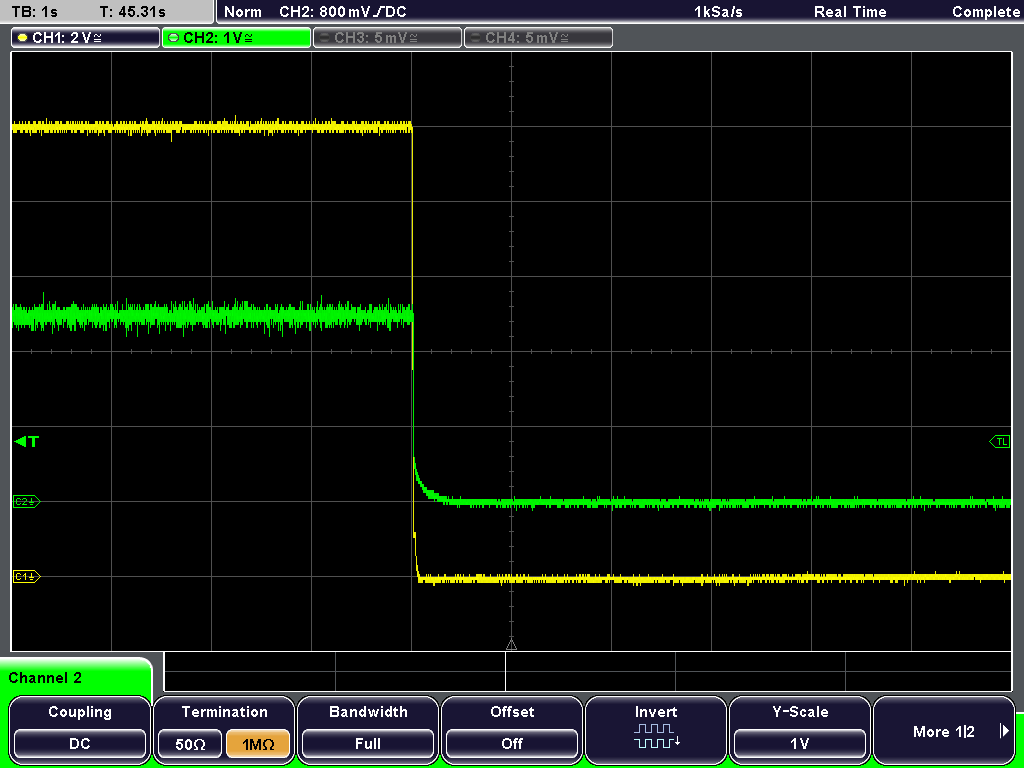 TB: 1s T: 45.31s Norm CH2: 800mV DC 1kSa/s Real Time Complete
CH1: 2V≅ CH2: 1V≅ CH3: 5mV≅ CH4: 5mV≅
T
TL
C2
C1
Channel 2
Coupling Termination Bandwidth Offset Invert Y-Scale More 1|2
DC 50Ω 1MΩ Full Off 1V